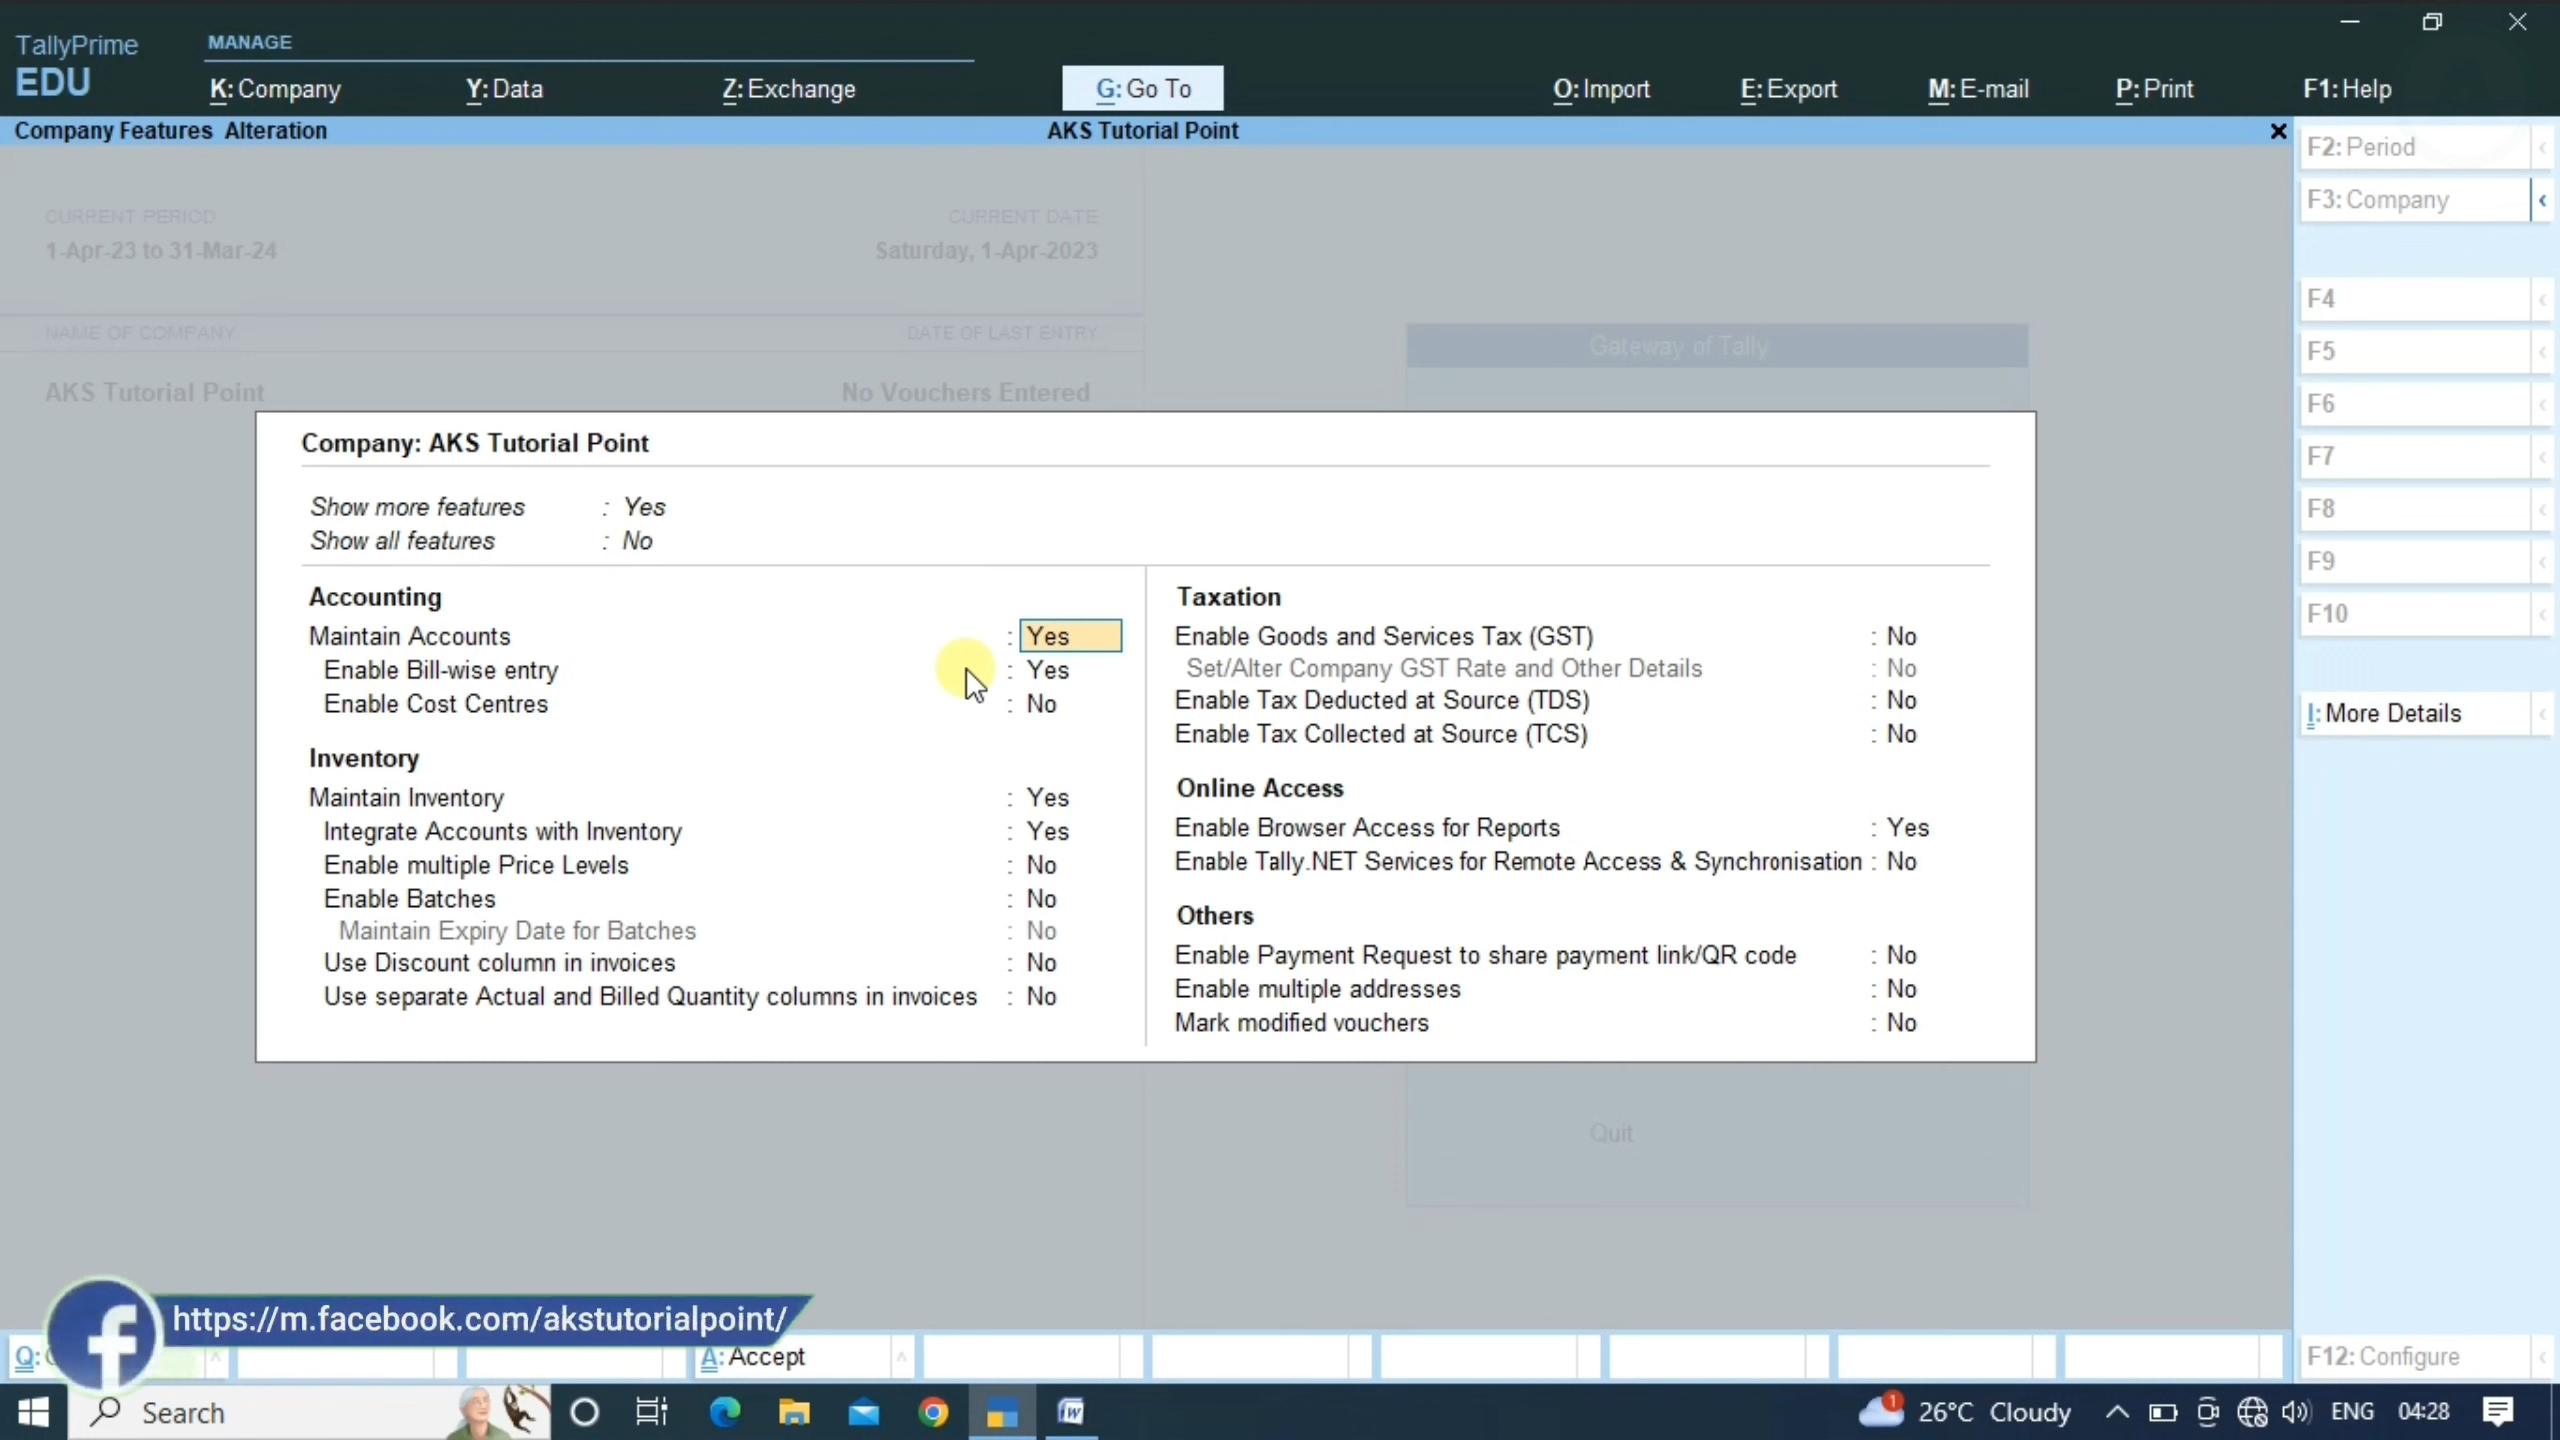 TallyPrime
EDU
MANAGE
K: Company
Y: Data
Z: Exchange
G: Go To
O: Import
E: Export
M: E-mail
P: Print
F1: Help
Company Features Alteration
AKS Tutorial Point
F2: Period
F3: Company
F4
F5
F6
F7
F8
F9
F10
I: More Details
F12: Configure
CURRENT PERIOD
CURRENT DATE
1-Apr-23 to 31-Mar-24
Saturday, 1-Apr-2023
NAME OF COMPANY
DATE OF LAST ENTRY
AKS Tutorial Point
No Vouchers Entered
Gateway of Tally
Company: AKS Tutorial Point
Show more features : Yes
Show all features : No
Accounting
Maintain Accounts : Yes
Enable Bill-wise entry : Yes
Enable Cost Centres : No
Inventory
Maintain Inventory : Yes
Integrate Accounts with Inventory : Yes
Enable multiple Price Levels : No
Enable Batches : No
Maintain Expiry Date for Batches : No
Use Discount column in invoices : No
Use separate Actual and Billed Quantity columns in invoices : No
Taxation
Enable Goods and Services Tax (GST) : No
Set/Alter Company GST Rate and Other Details : No
Enable Tax Deducted at Source (TDS) : No
Enable Tax Collected at Source (TCS) : No
Online Access
Enable Browser Access for Reports : Yes
Enable Tally.NET Services for Remote Access & Synchronisation : No
Others
Enable Payment Request to share payment link/QR code : No
Enable multiple addresses : No
Mark modified vouchers : No
Quit
https://m.facebook.com/akstutorialpoint/
Q:
A: Accept
Search
1
26°C Cloudy
ENG
04:28